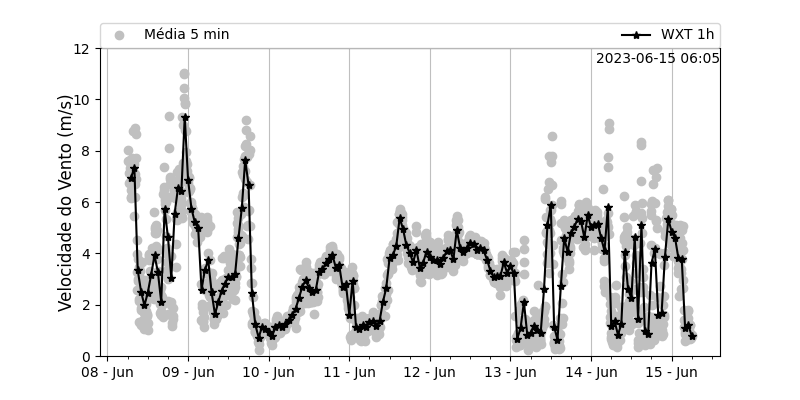 Média 5 min
WXT 1h
2023-06-15 06:05
Velocidade do Vento (m/s)
12
10
8
6
4
2
0
08 - Jun
09 - Jun
10 - Jun
11 - Jun
12 - Jun
13 - Jun
14 - Jun
15 - Jun